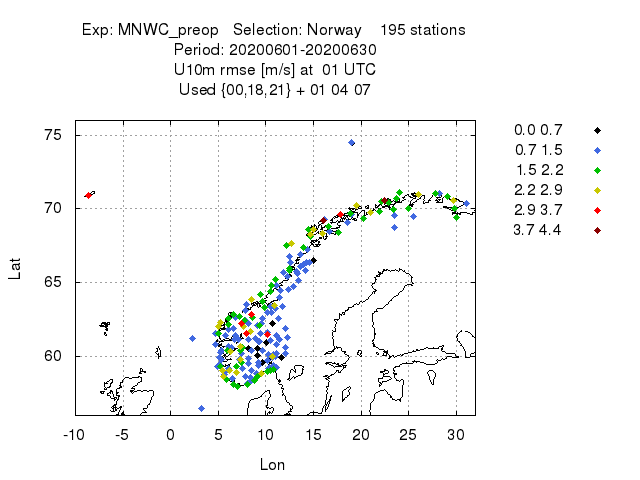 Exp: MNWC_preop   Selection: Norway    195 stations
Period: 20200601-20200630
U10m rmse [m/s] at  01 UTC
Used {00,18,21} + 01 04 07
0.0 0.7
0.7 1.5
1.5 2.2
2.2 2.9
2.9 3.7
3.7 4.4
75
70
65
60
Lat
-10 -5 0 5 10 15 20 25 30
Lon